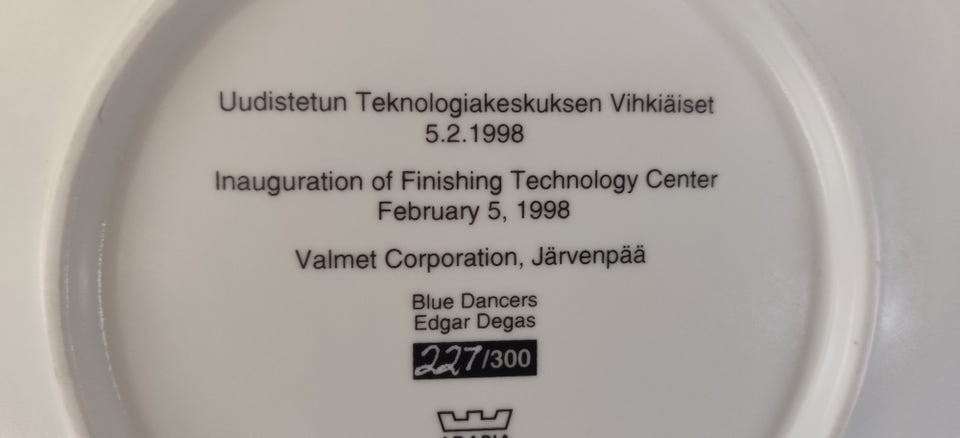 Uudistetun Teknologiakeskuksen Vihkiäiset
5.2.1998
Inauguration of Finishing Technology Center
February 5, 1998
Valmet Corporation, Järvenpää
Blue Dancers
Edgar Degas
227/300